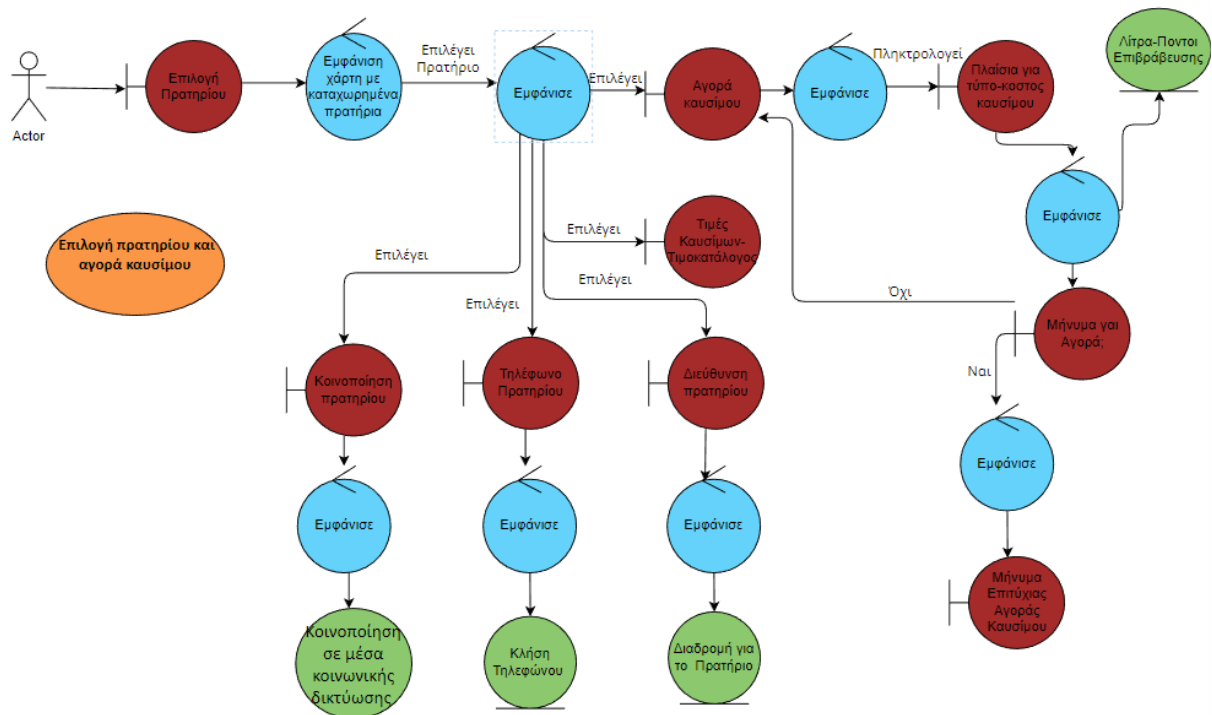 Λίτρα-Ποντοι
Επιβράβευσης
Actor
Επιλογή
Πρατηρίου
Εμφάνιση
χάρτη με
καταχωρημένα
πρατήρια
Επιλέγει
Πρατήριο
Εμφάνισε
Επιλέγει
Αγορά
καυσίμου
Εμφάνισε
Πληκτρολογεί
Πλαίσια για
τύπο-κοστος
καυσίμου
Εμφάνισε
Επιλογή πρατηρίου και
αγορά καυσίμου
Επιλέγει
Επιλέγει
Τιμές
Καυσίμων-
Τιμοκατάλογος
Επιλέγει
Επιλέγει
Όχι
Μήνυμα γαι
Αγορά;
Ναι
Κοινοποίηση
πρατηρίου
Τηλέφωνο
Πρατηρίου
Διεύθυνση
πρατηρίου
Εμφάνισε
Εμφάνισε
Εμφάνισε
Εμφάνισε
Μήνυμα
Επιτύχιας
Αγοράς
Καυσίμου
Κοινοποίηση
σε μέσα
κοινωνικής
δικτύωσης
Κλήση
Τηλεφώνου
Διαδρομή για
το Πρατήριο